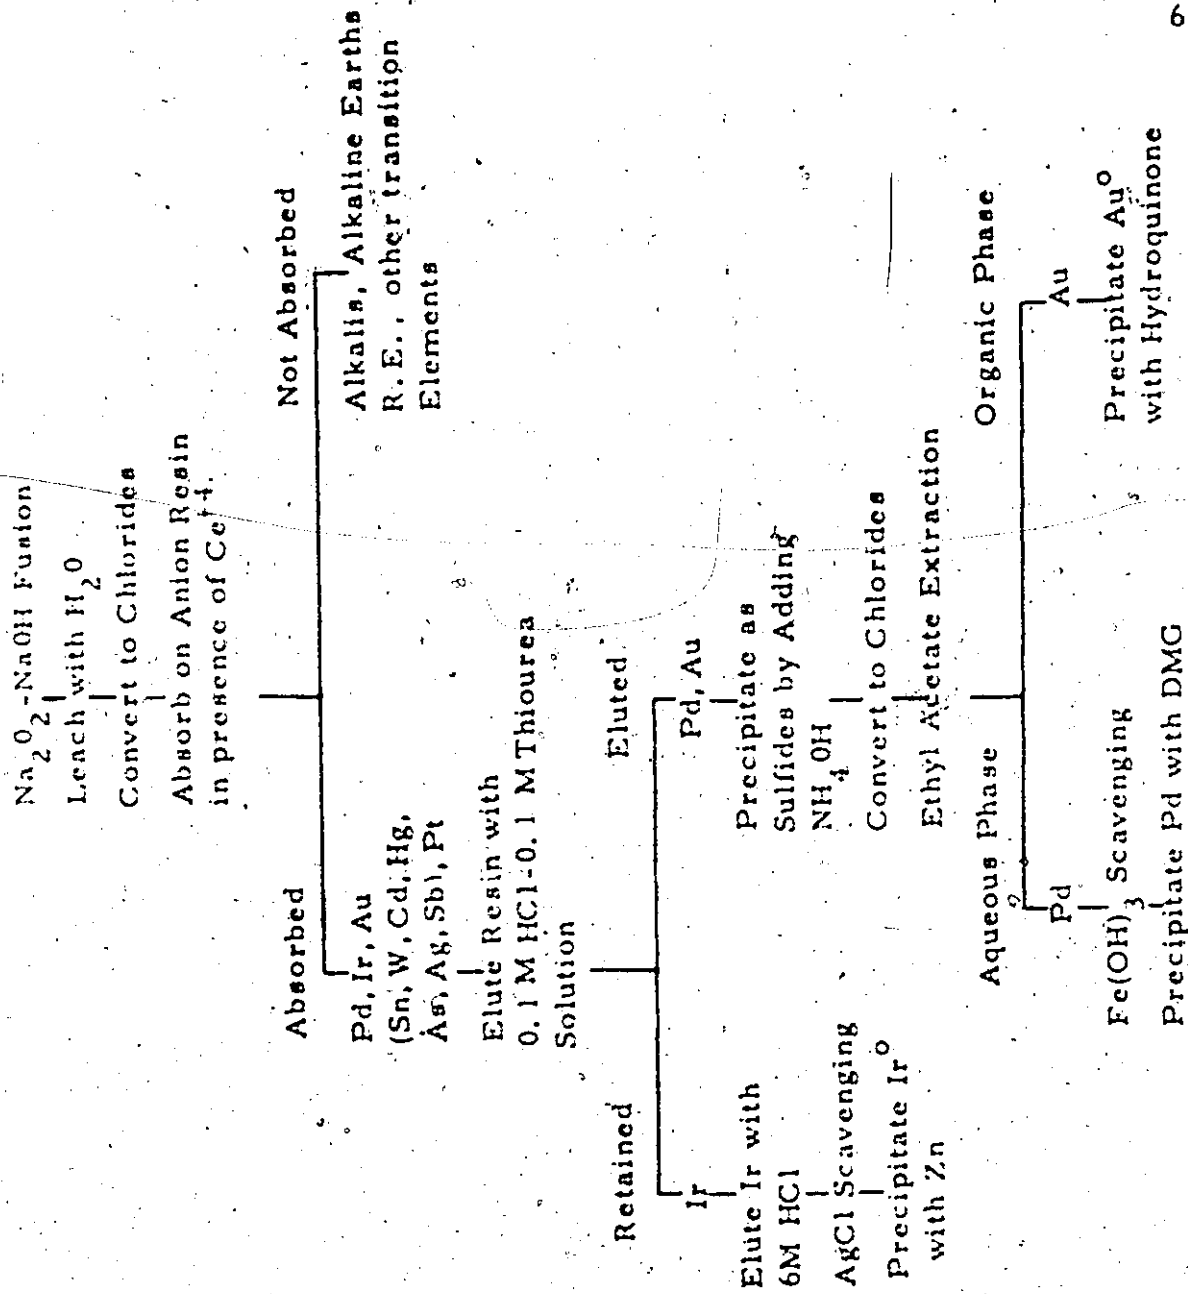 Na2O2-NaOH Fusion
Leach with H2O
Convert to Chlorides
Absorb on Anion Resin
in presence of Ce+4.
Absorbed
Not Absorbed
Pd, Ir, Au
(Sn, W, Cd, Hg,
As, Ag, Sb), Pt
Alkalis, Alkaline Earths
R.E., other transition
Elements
Elute Resin with
0.1 M HCl-0.1 M Thiourea
Solution
Retained
Eluted
Ir
Pd, Au
Elute Ir with
6M HCl
AgCl Scavenging
Precipitate Ir°
with Zn
Precipitate as
Sulfides by Adding
NH4OH
Convert to Chlorides
Ethyl Acetate Extraction
Aqueous Phase
Organic Phase
Pd
Au
Fe(OH)3 Scavenging
Precipitate Pd with DMG
Precipitate Au°
with Hydroquinone
6